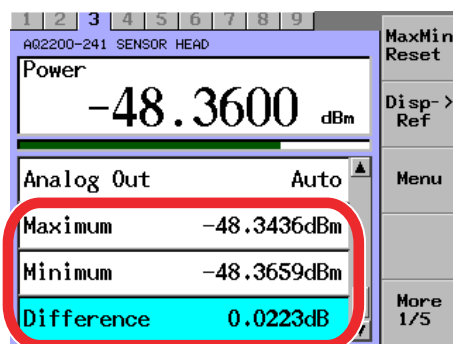 1 2 3 4 5 6 7 8 9
AQ2200-241 SENSOR HEAD
Power
-48.3600 dBm
Analog Out Auto
Maximum -48.3436dBm
Minimum -48.3659dBm
Difference 0.0223dB
MaxMin
Reset
Disp->
Ref
Menu
More
1/5